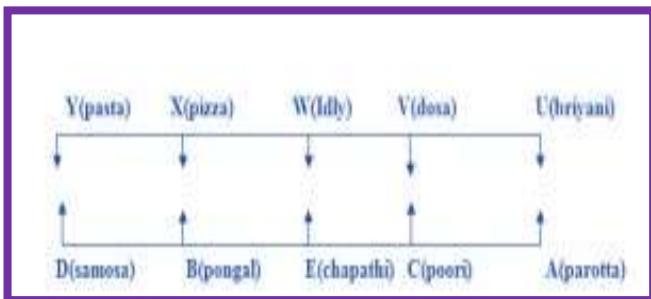 Y(pasta) X(pizza) W(Idly) V(dosa) U(briyani)
D(samosa) B(pongal) E(chapathi) C(poori) A(parotta)